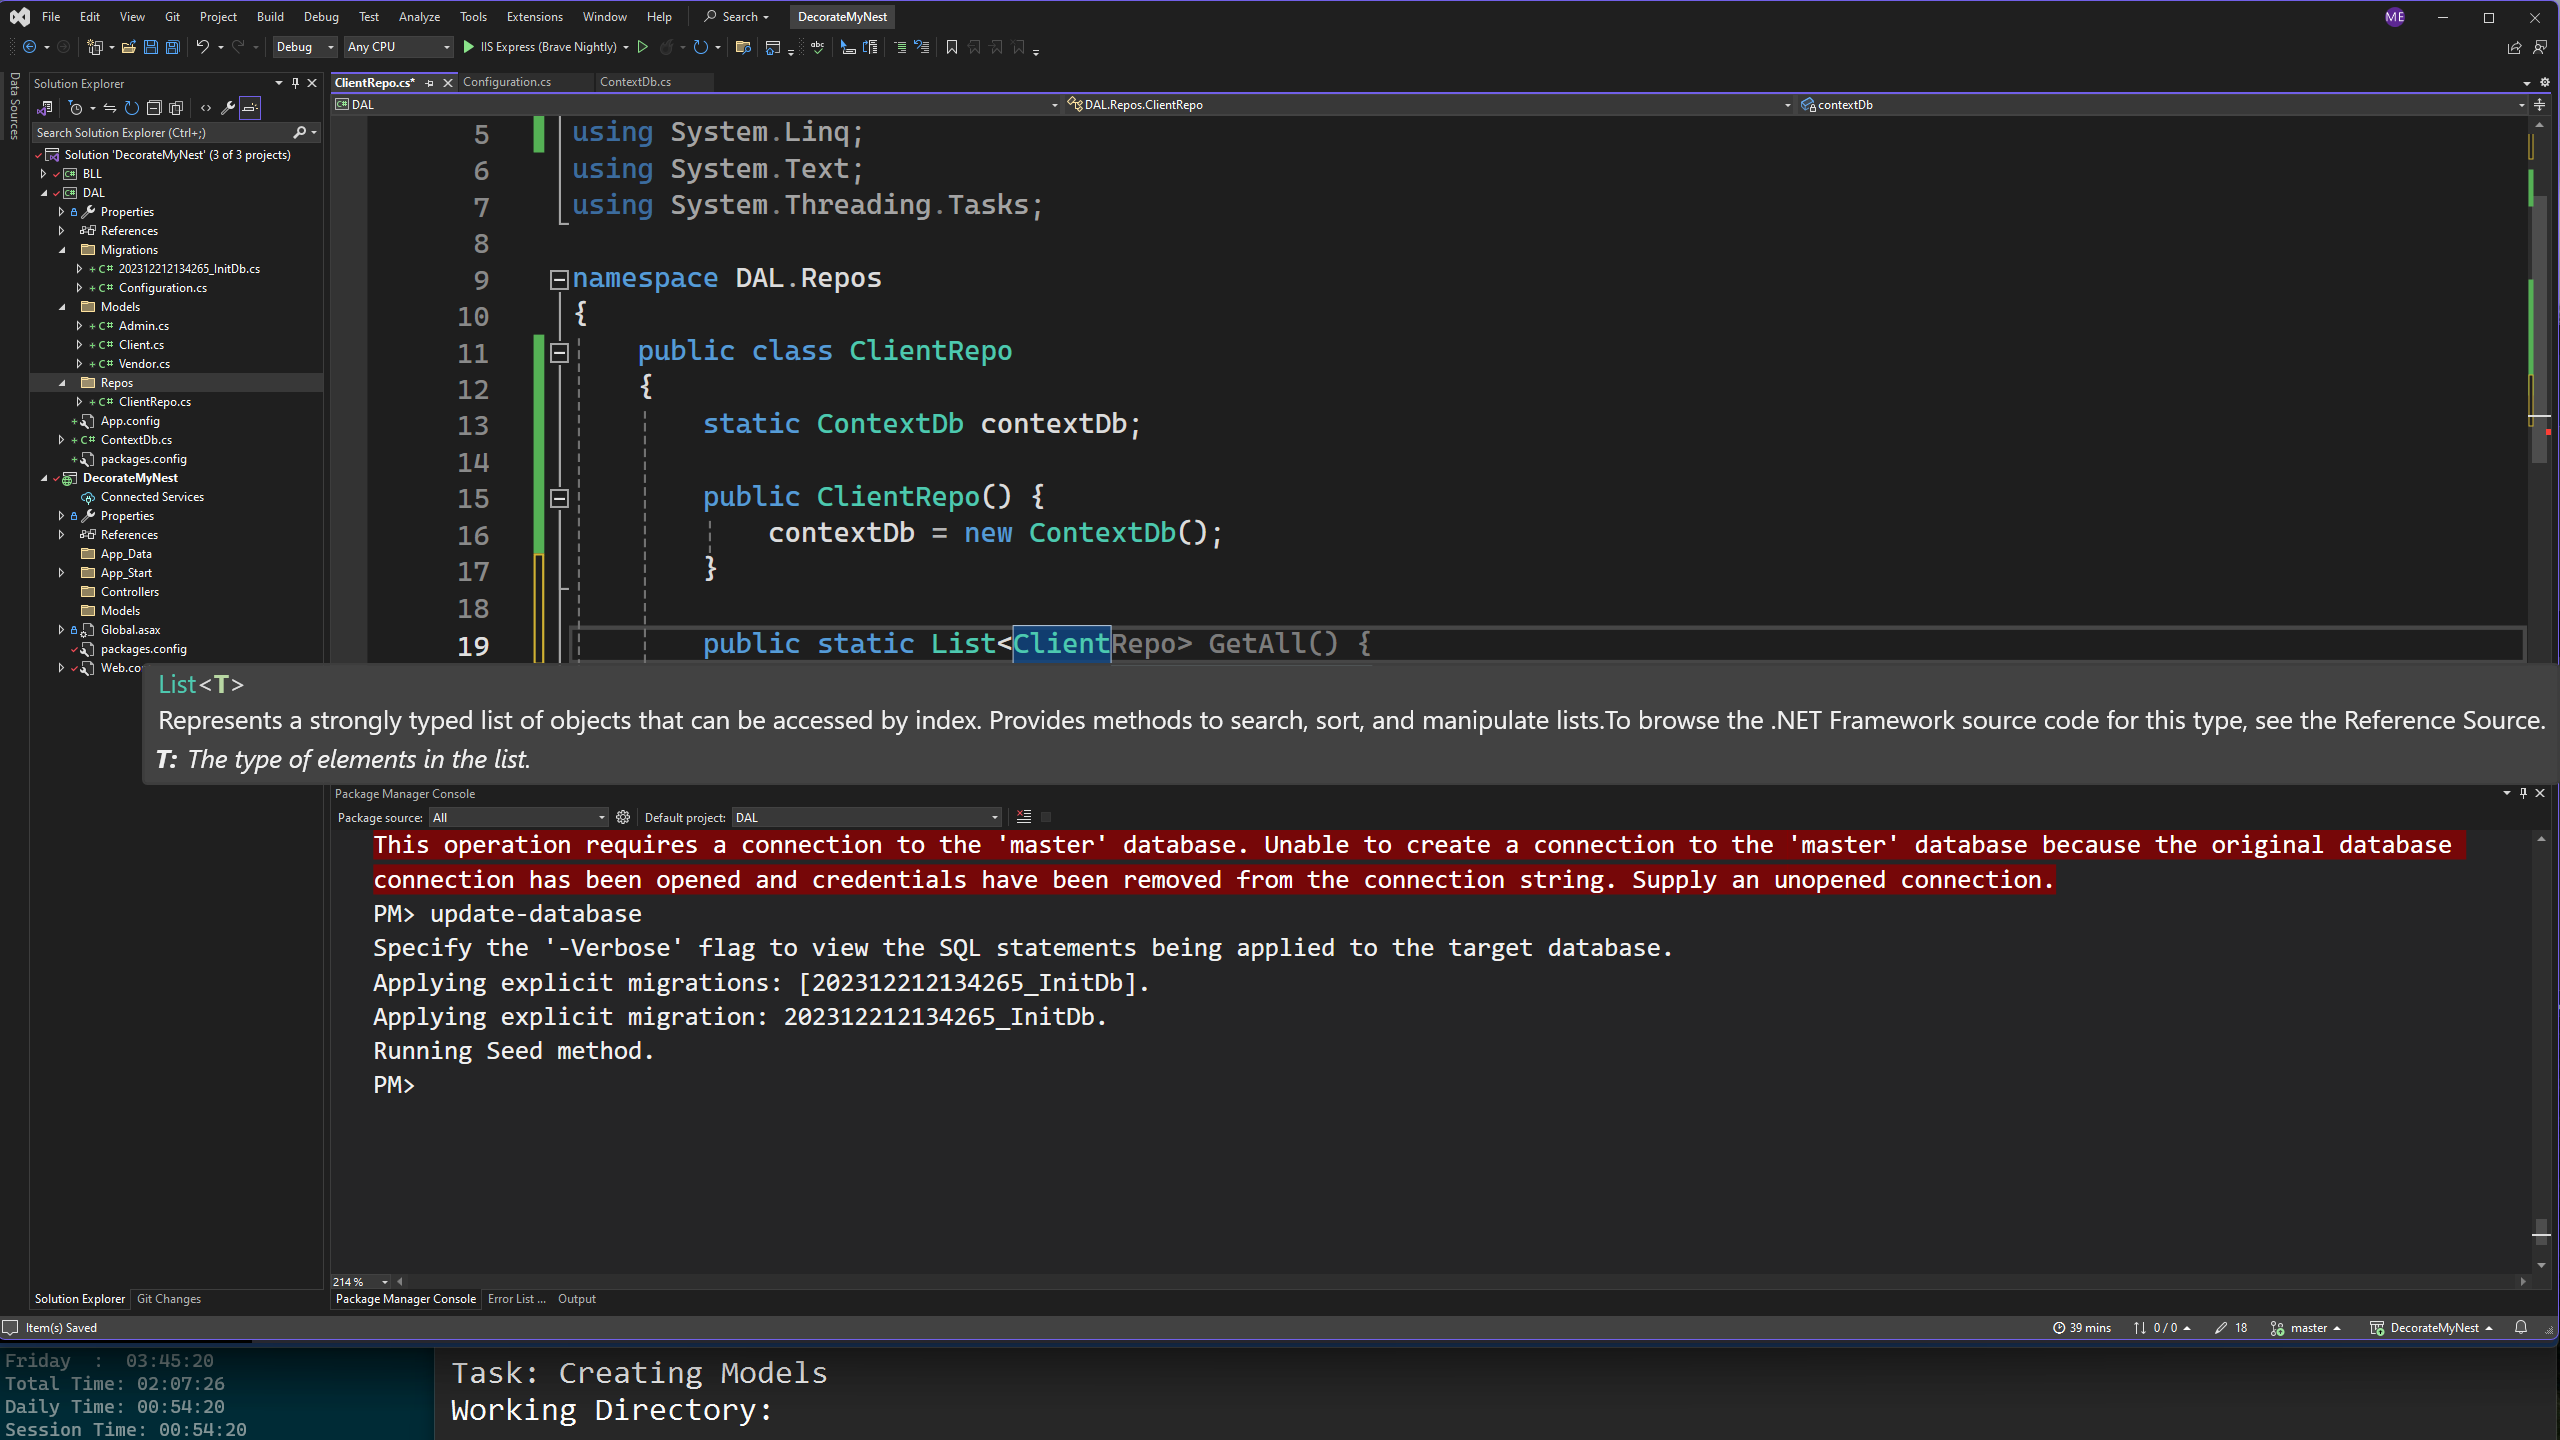 File Edit View Git Project Build Debug Test Analyze Tools Extensions Window Help Search DecorateMyNest ME
Debug Any CPU IIS Express (Brave Nightly)
Data Sources
Solution Explorer
Search Solution Explorer (Ctrl+;)
Solution 'DecorateMyNest' (3 of 3 projects)
BLL
DAL
Properties
References
Migrations
C# 202312212134265_InitDb.cs
C# Configuration.cs
Models
C# Admin.cs
C# Client.cs
C# Vendor.cs
Repos
C# ClientRepo.cs
App.config
C# ContextDb.cs
packages.config
DecorateMyNest
Connected Services
Properties
References
App_Data
App_Start
Controllers
Models
Global.asax
packages.config
Web.co
ClientRepo.cs* Configuration.cs ContextDb.cs
DAL DAL.Repos.ClientRepo contextDb
5 using System.Linq;
6 using System.Text;
7 using System.Threading.Tasks;
8
9 namespace DAL.Repos
10 {
11 public class ClientRepo
12 {
13 static ContextDb contextDb;
14
15 public ClientRepo() {
16 contextDb = new ContextDb();
17 }
18
19 public static List<ClientRepo> GetAll() {
List<T>
Represents a strongly typed list of objects that can be accessed by index. Provides methods to search, sort, and manipulate lists.To browse the .NET Framework source code for this type, see the Reference Source.
T: The type of elements in the list.
Package Manager Console
Package source: All Default project: DAL
This operation requires a connection to the 'master' database. Unable to create a connection to the 'master' database because the original database
connection has been opened and credentials have been removed from the connection string. Supply an unopened connection.
PM> update-database
Specify the '-Verbose' flag to view the SQL statements being applied to the target database.
Applying explicit migrations: [202312212134265_InitDb].
Applying explicit migration: 202312212134265_InitDb.
Running Seed method.
PM>
214 %
Solution Explorer Git Changes
Package Manager Console Error List ... Output
Item(s) Saved
39 mins 0 / 0 18 master DecorateMyNest
Friday : 03:45:20
Total Time: 02:07:26
Daily Time: 00:54:20
Session Time: 00:54:20
Task: Creating Models
Working Directory: